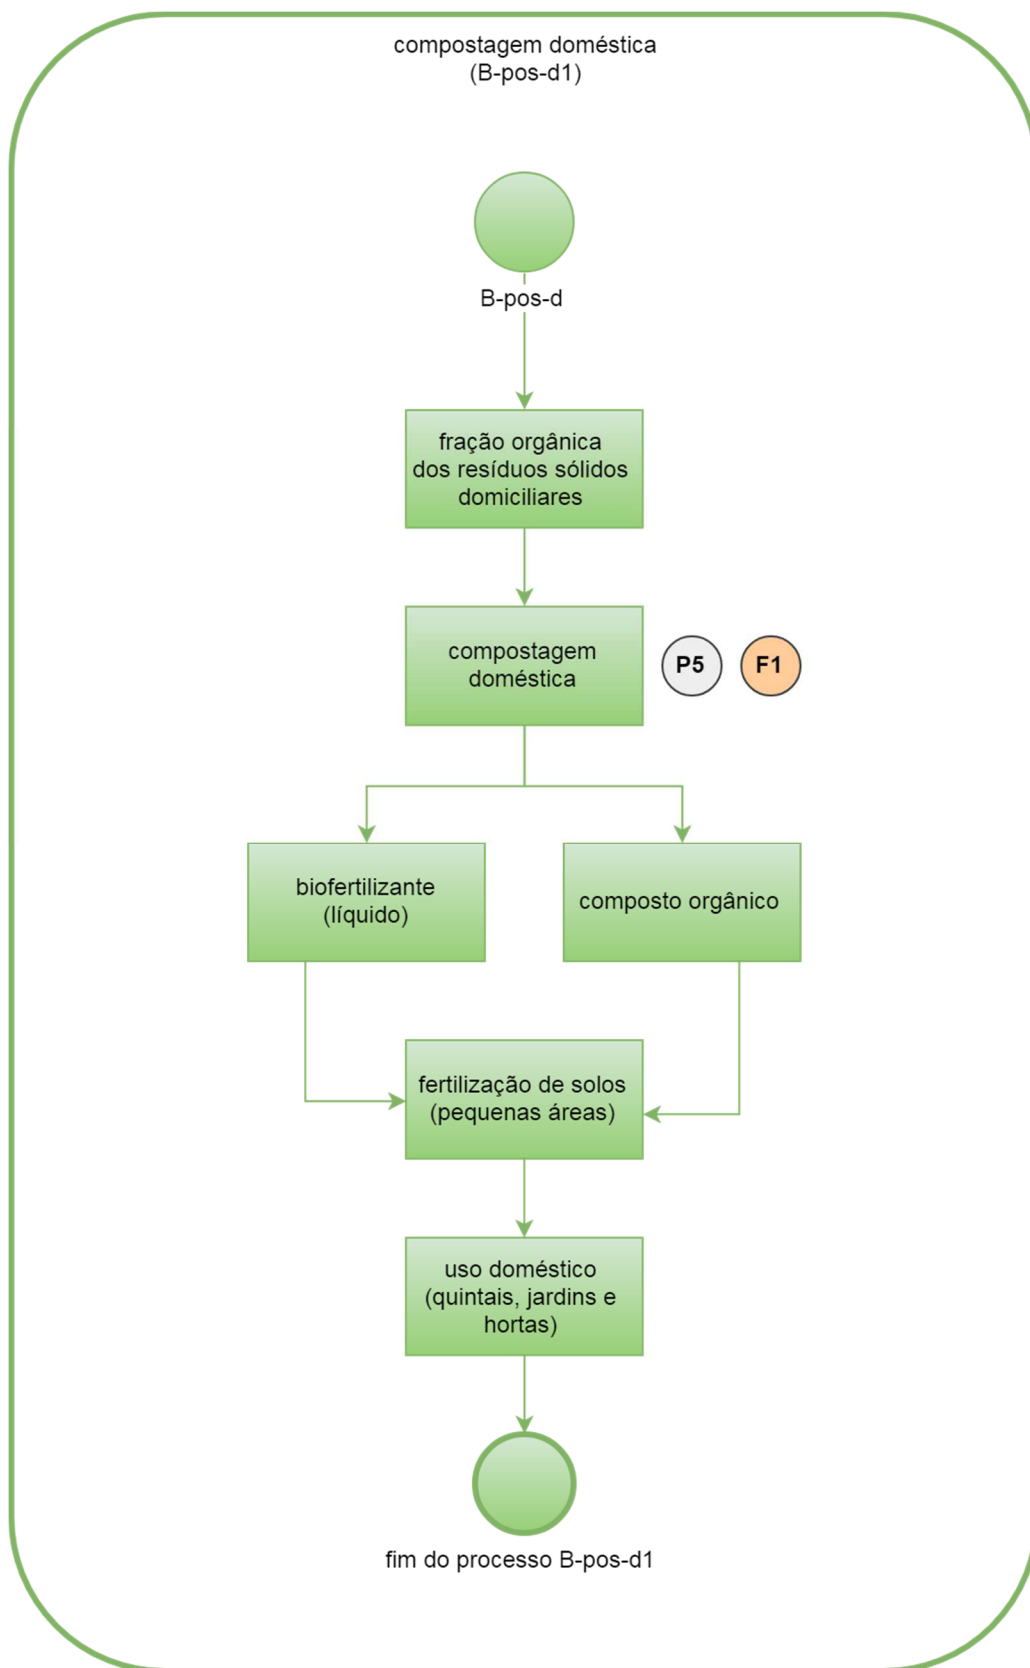 compostagem doméstica
(B-pos-d1)
B-pos-d
fração orgânica
dos resíduos sólidos
domiciliares
compostagem
doméstica
P5
F1
biofertilizante
(líquido)
composto orgânico
fertilização de solos
(pequenas áreas)
uso doméstico
(quintais, jardins e
hortas)
fim do processo B-pos-d1